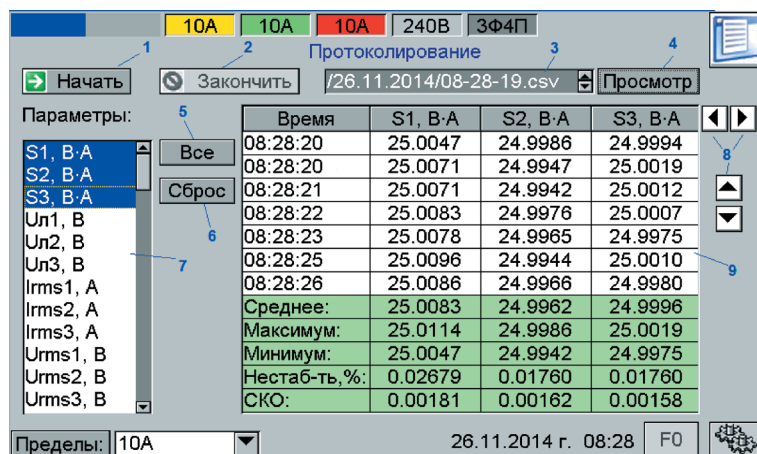 10А 10А 10А 240В 3Ф4П
1 2 3 4
Протоколирование
Начать Закончить /26.11.2014/08-28-19.csv Просмотр
Параметры: 5
Все
Сброс
6
S1, В·А
S2, В·А
S3, В·А
Uл1, В
Uл2, В
Uл3, В
Irms1, А
Irms2, А
Irms3, А
Urms1, В
Urms2, В
Urms3, В
7
Время S1, В·А S2, В·А S3, В·А
08:28:20 25.0047 24.9986 24.9994
08:28:20 25.0071 24.9947 25.0019
08:28:21 25.0071 24.9942 25.0012
08:28:22 25.0083 24.9976 25.0007
08:28:23 25.0078 24.9965 24.9975
08:28:25 25.0096 24.9944 25.0010
08:28:26 25.0086 24.9966 24.9980
Среднее: 25.0083 24.9962 24.9996
Максимум: 25.0114 24.9986 25.0019
Минимум: 25.0047 24.9942 24.9975
Нестаб-ть,%: 0.02679 0.01760 0.01760
СКО: 0.00181 0.00162 0.00158
8
9
Пределы: 10А 26.11.2014 г. 08:28 F0